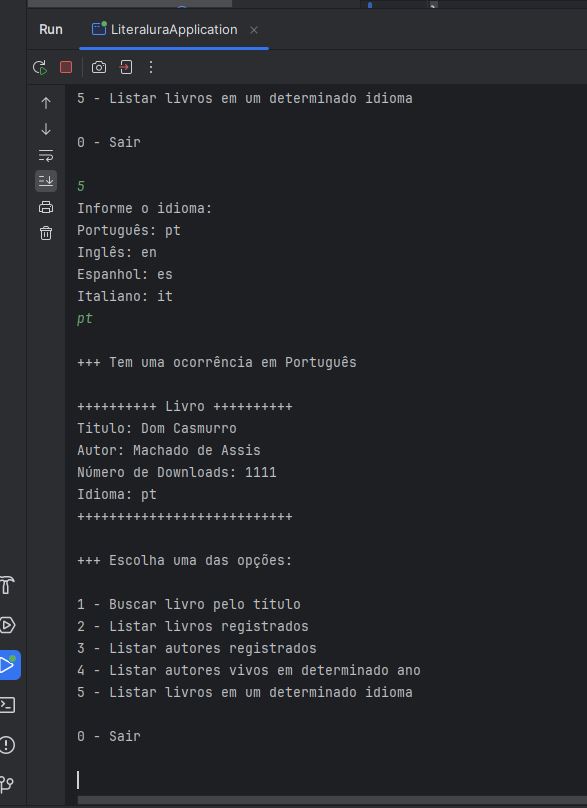 Run
LiteraluraApplication
5 - Listar livros em um determinado idioma
0 - Sair
5
Informe o idioma:
Português: pt
Inglês: en
Espanhol: es
Italiano: it
pt
+++ Tem uma ocorrência em Português
++++++++++ Livro ++++++++++
Titulo: Dom Casmurro
Autor: Machado de Assis
Número de Downloads: 1111
Idioma: pt
+++++++++++++++++++++++++++
+++ Escolha uma das opções:
1 - Buscar livro pelo titulo
2 - Listar livros registrados
3 - Listar autores registrados
4 - Listar autores vivos em determinado ano
5 - Listar livros em um determinado idioma
0 - Sair